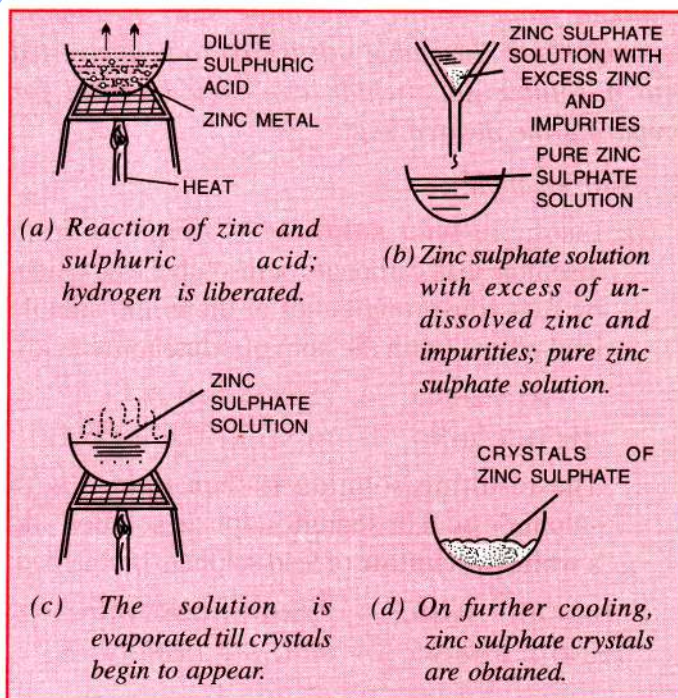 DILUTE
SULPHURIC
ACID
ZINC METAL
HEAT
(a) Reaction of zinc and
sulphuric acid;
hydrogen is liberated.
ZINC SULPHATE
SOLUTION WITH
EXCESS ZINC
AND
IMPURITIES
PURE ZINC
SULPHATE
SOLUTION
(b) Zinc sulphate solution
with excess of un-
dissolved zinc and
impurities; pure zinc
sulphate solution.
ZINC
SULPHATE
SOLUTION
(c) The solution is
evaporated till crystals
begin to appear.
CRYSTALS OF
ZINC SULPHATE
(d) On further cooling,
zinc sulphate crystals
are obtained.